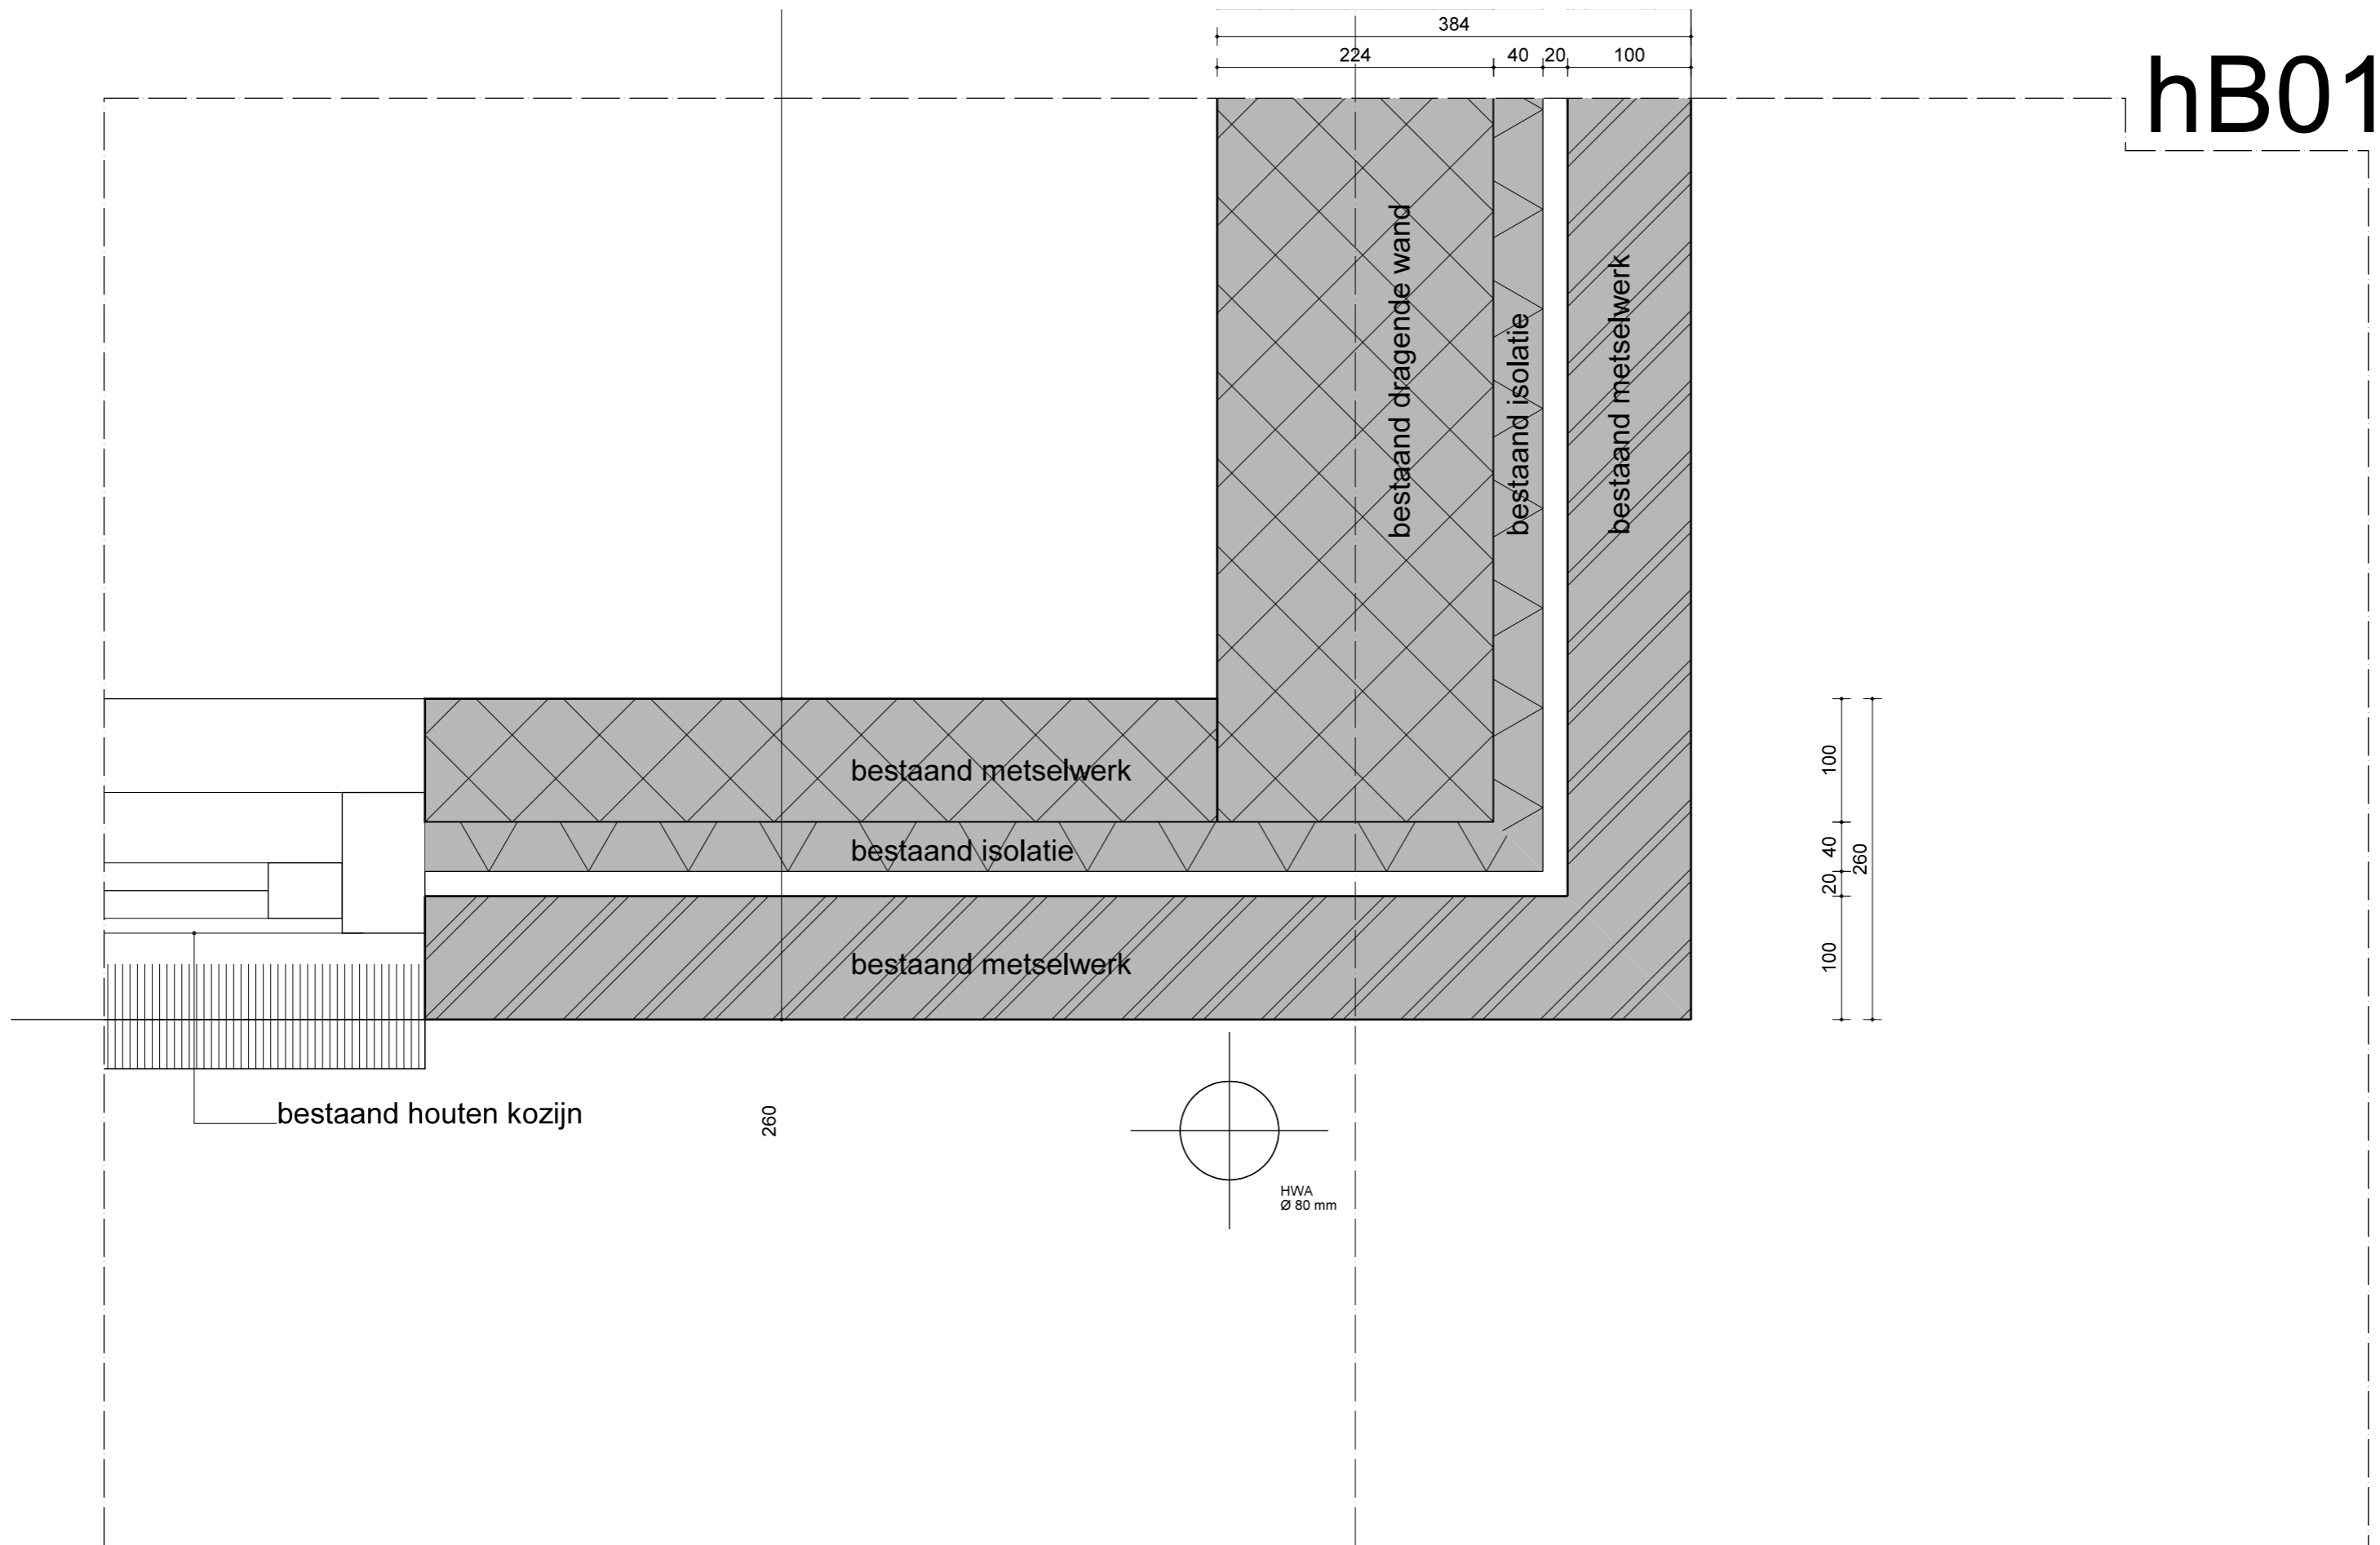 384
224
40
20
100
hB01
bestaand dragende wand
bestaand isolatie
bestaand metselwerk
bestaand metselwerk
bestaand isolatie
bestaand metselwerk
100
40
20
100
260
bestaand houten kozijn
260
HWA
Ø 80 mm